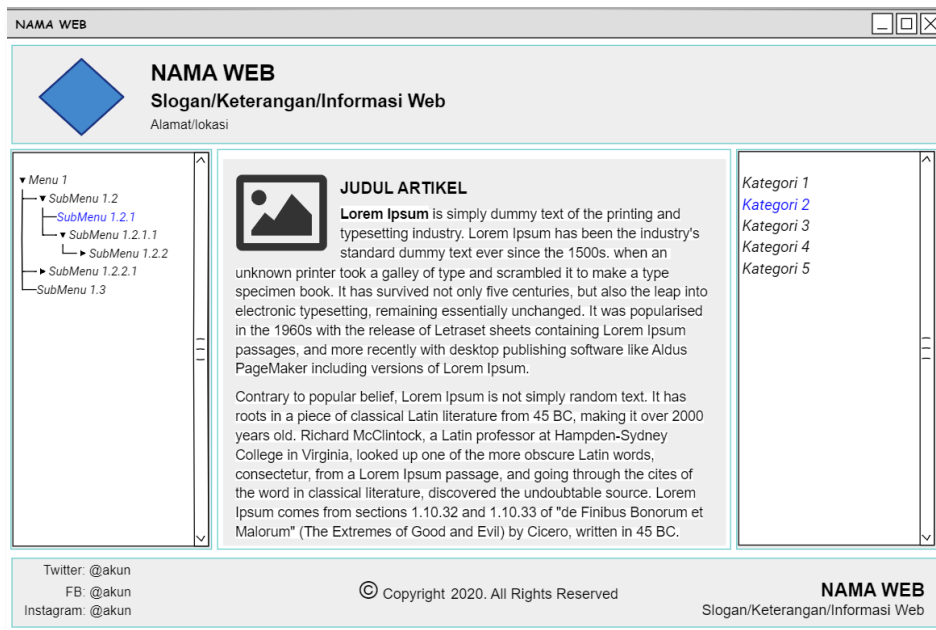 NAMA WEB
NAMA WEB
Slogan/Keterangan/Informasi Web
Alamat/lokasi
Menu 1
SubMenu 1.2
SubMenu 1.2.1
SubMenu 1.2.1.1
SubMenu 1.2.2
SubMenu 1.2.2.1
SubMenu 1.3
JUDUL ARTIKEL
Lorem Ipsum is simply dummy text of the printing and
typesetting industry. Lorem Ipsum has been the industry's
standard dummy text ever since the 1500s. when an
unknown printer took a galley of type and scrambled it to make a type
specimen book. It has survived not only five centuries, but also the leap into
electronic typesetting, remaining essentially unchanged. It was popularised
in the 1960s with the release of Letraset sheets containing Lorem Ipsum
passages, and more recently with desktop publishing software like Aldus
PageMaker including versions of Lorem Ipsum.
Contrary to popular belief, Lorem Ipsum is not simply random text. It has
roots in a piece of classical Latin literature from 45 BC, making it over 2000
years old. Richard McClintock, a Latin professor at Hampden-Sydney
College in Virginia, looked up one of the more obscure Latin words,
consectetur, from a Lorem Ipsum passage, and going through the cites of
the word in classical literature, discovered the undoubtable source. Lorem
Ipsum comes from sections 1.10.32 and 1.10.33 of "de Finibus Bonorum et
Malorum" (The Extremes of Good and Evil) by Cicero, written in 45 BC.
Kategori 1
Kategori 2
Kategori 3
Kategori 4
Kategori 5
Twitter: @akun
FB: @akun
Instagram: @akun
© Copyright 2020. All Rights Reserved
NAMA WEB
Slogan/Keterangan/Informasi Web